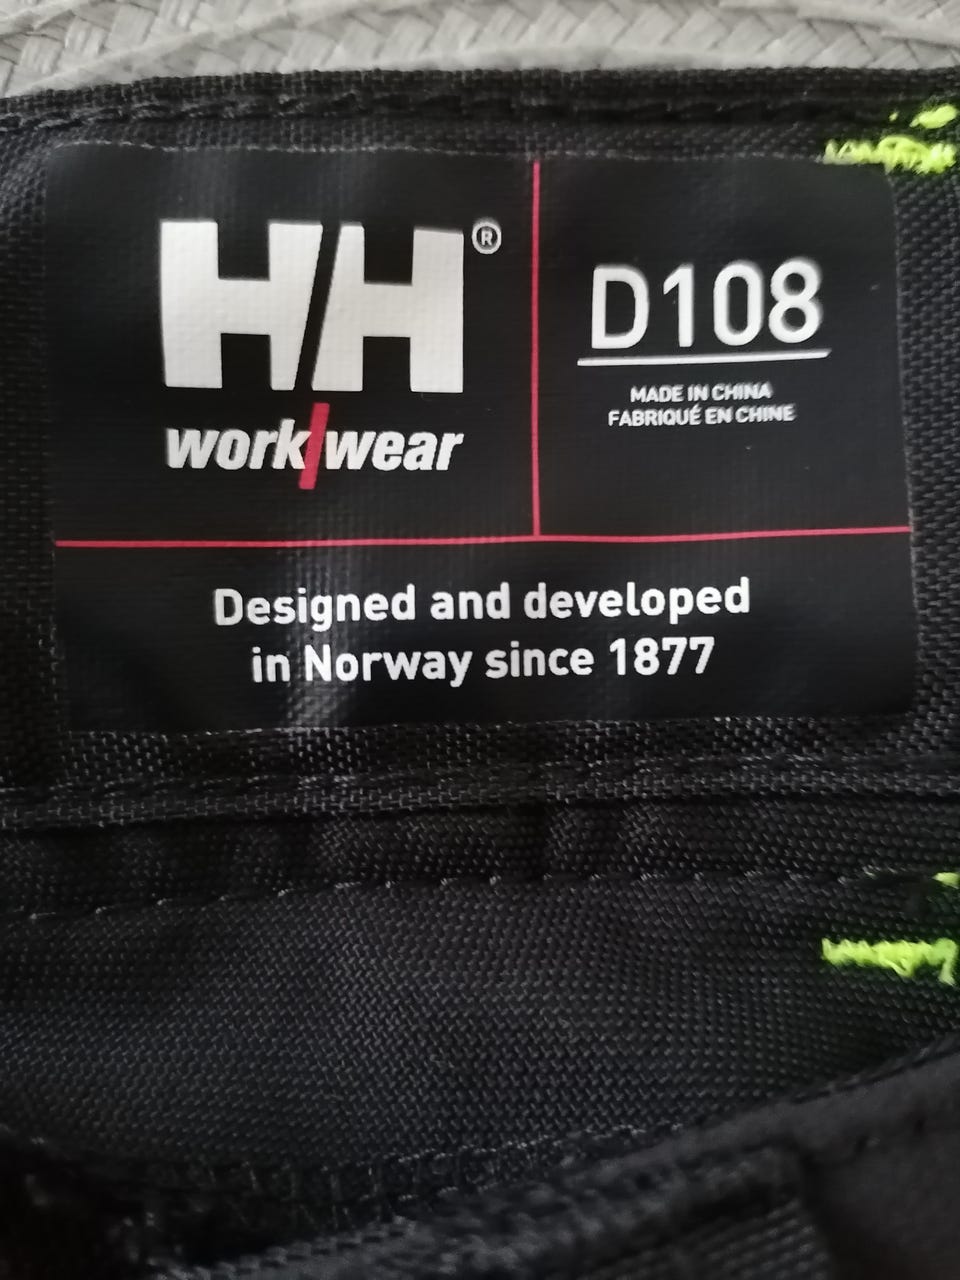 HH®
work/wear
D108
MADE IN CHINA
FABRIQUÉ EN CHINE
Designed and developed
in Norway since 1877